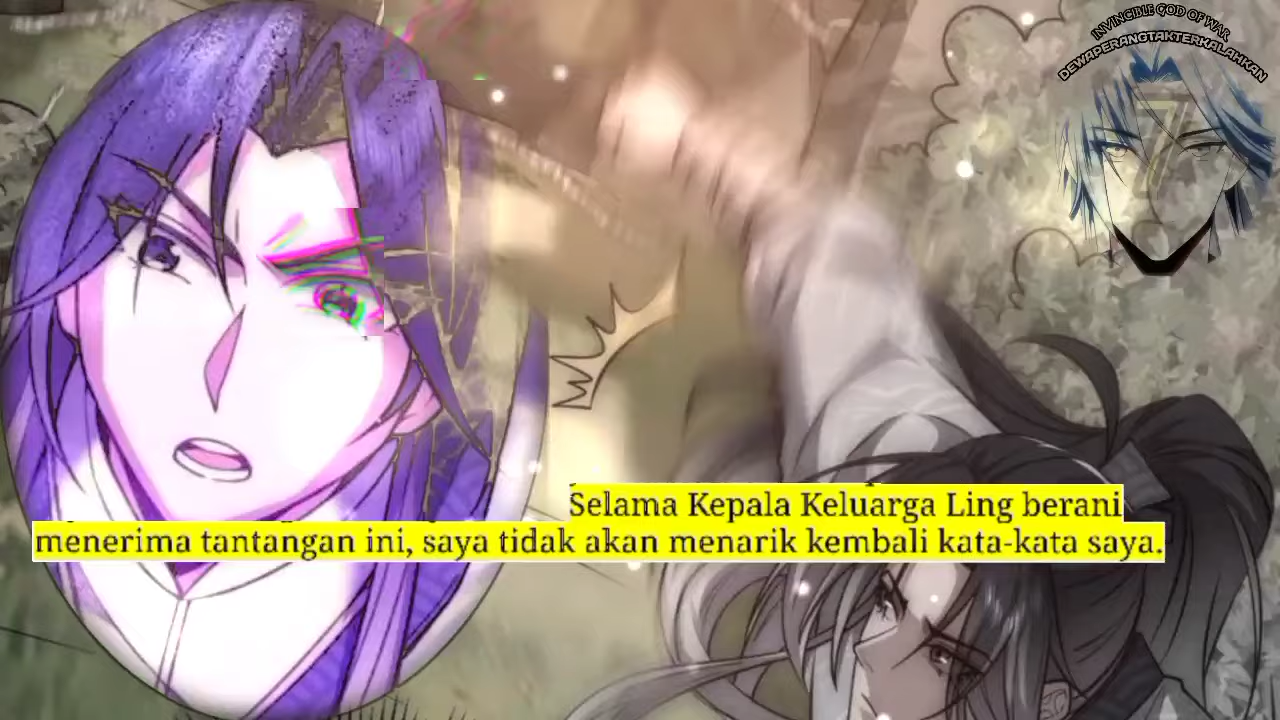 INVINCIBLE GOD OF WAR
DEWAPERANGTAKTERKALAHKAN
7
Selama Kepala Keluarga Ling berani
menerima tantangan ini, saya tidak akan menarik kembali kata-kata saya.